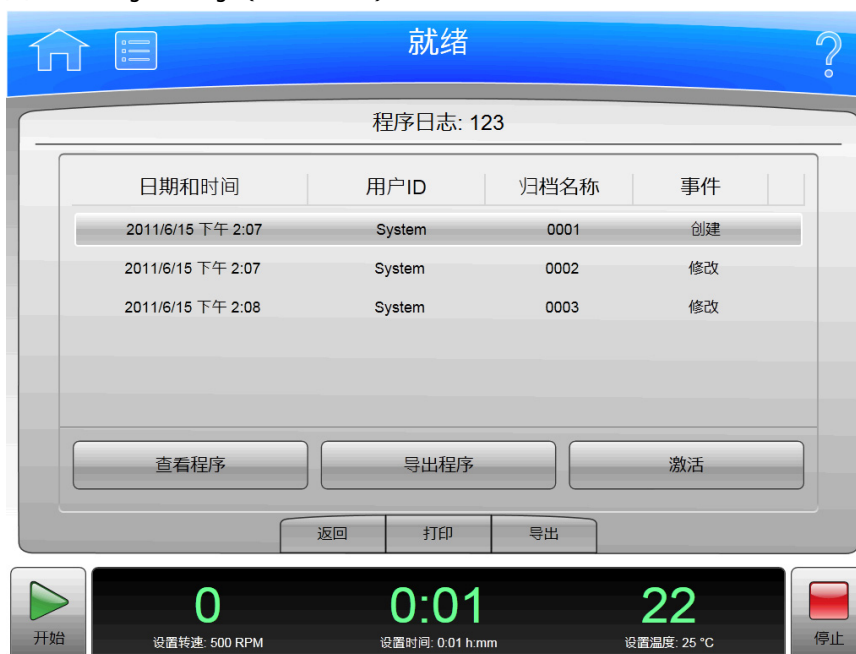 就绪
程序日志: 123
日期和时间 用户ID 归档名称 事件
2011/6/15 下午 2:07 System 0001 创建
2011/6/15 下午 2:07 System 0002 修改
2011/6/15 下午 2:08 System 0003 修改
查看程序 导出程序 激活
返回 打印 导出
0 0:01 22
开始 设置转速: 500 RPM 设置时间: 0:01 h:mm 设置温度: 25 °C 停止